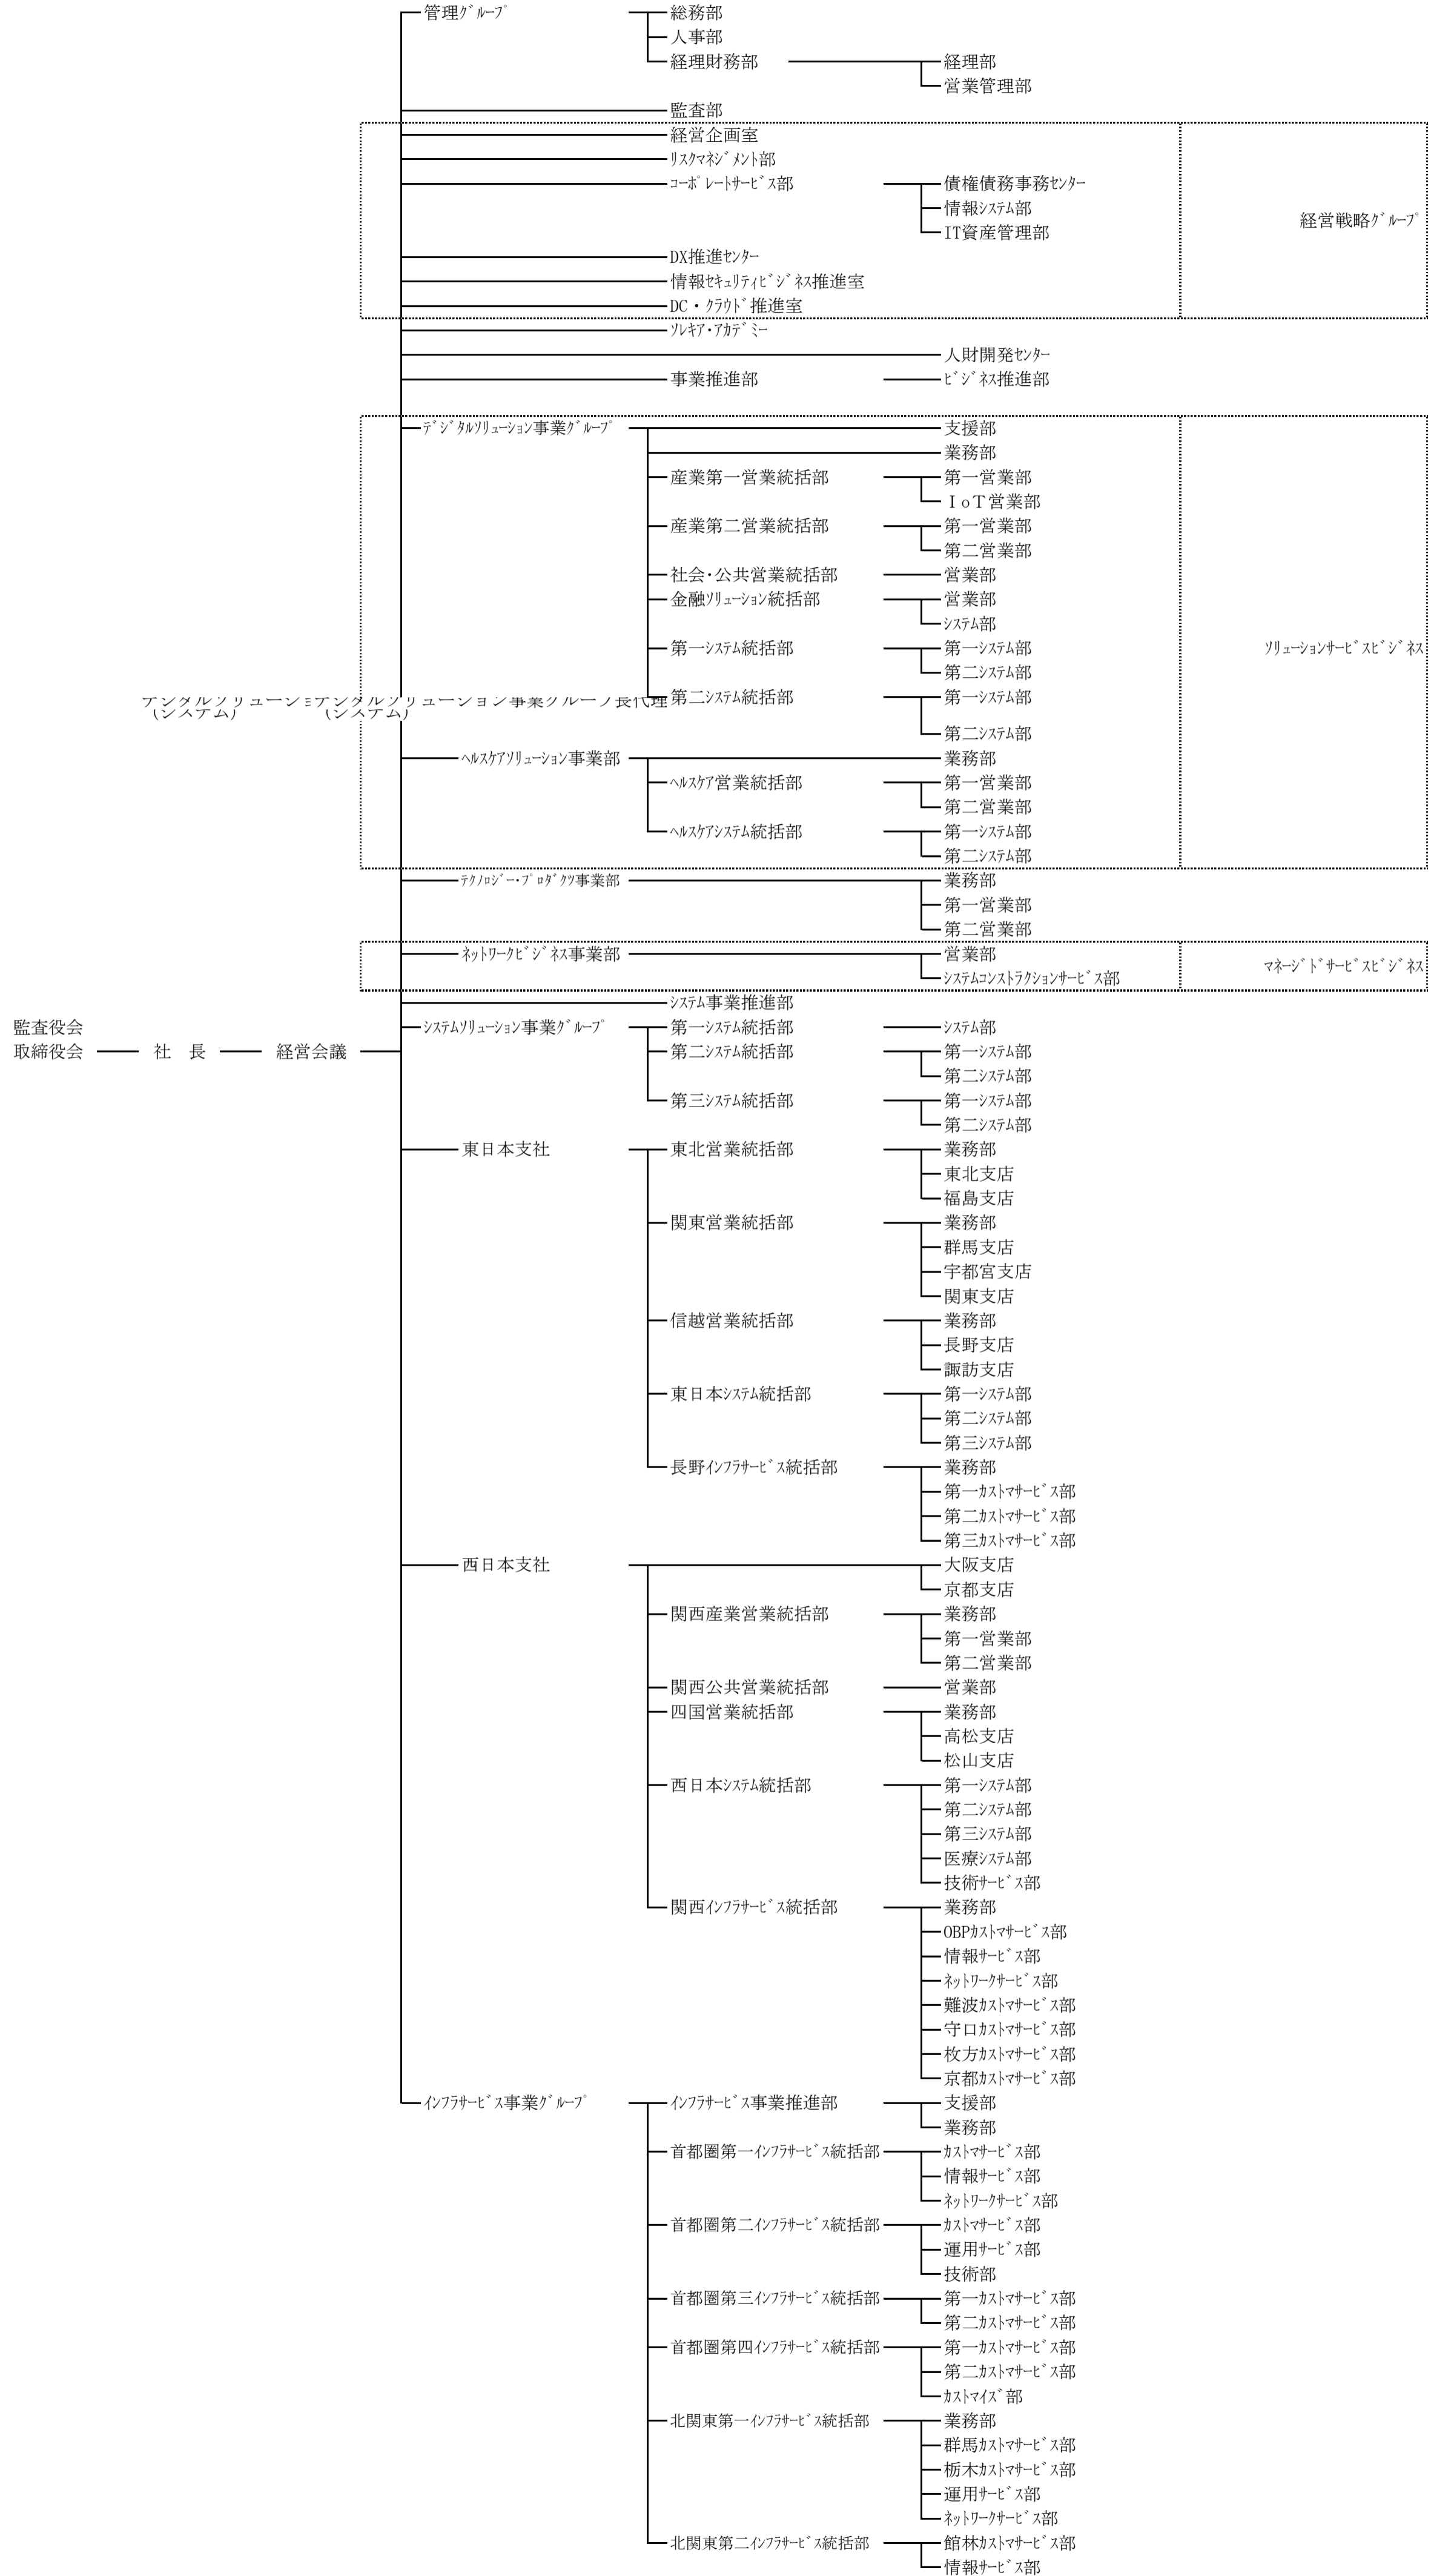 管理ｸﾞﾙｰﾌﾟ 総務部
人事部
経理財務部 経理部
営業管理部
監査部
経営企画室
ﾘｽｸﾏﾈｼﾞﾒﾝﾄ部
ｺｰﾎﾟﾚｰﾄｻｰﾋﾞｽ部 債権債務事務ｾﾝﾀｰ
情報ｼｽﾃﾑ部
経営戦略ｸﾞﾙｰﾌﾟ
IT資産管理部
DX推進ｾﾝﾀｰ
情報ｾｷｭﾘﾃｨﾋﾞｼﾞﾈｽ推進室
DC・ｸﾗｳﾄﾞ推進室
ｿﾚｷｱ･ｱｶﾃﾞﾐｰ
人財開発ｾﾝﾀｰ
事業推進部 ﾋﾞｼﾞﾈｽ推進部
ﾃﾞｼﾞﾀﾙｿﾘｭｰｼｮﾝ事業ｸﾞﾙｰﾌﾟ 支援部
業務部
産業第一営業統括部 第一営業部
ＩｏＴ営業部
産業第二営業統括部 第一営業部
第二営業部
社会･公共営業統括部 営業部
金融ｿﾘｭｰｼｮﾝ統括部 営業部
ｼｽﾃﾑ部
第一ｼｽﾃﾑ統括部 第一ｼｽﾃﾑ部 ｿﾘｭｰｼｮﾝｻｰﾋﾞｽﾋﾞｼﾞﾈｽ
第二ｼｽﾃﾑ部
第二ｼｽﾃﾑ統括部 第一ｼｽﾃﾑ部
デジタルソリューショ デジタルソリューション事業グループ長代理
(システム) (システム)
第二ｼｽﾃﾑ部
ﾍﾙｽｹｱｿﾘｭｰｼｮﾝ事業部 業務部
ﾍﾙｽｹｱ営業統括部 第一営業部
第二営業部
ﾍﾙｽｹｱｼｽﾃﾑ統括部 第一ｼｽﾃﾑ部
第二ｼｽﾃﾑ部
ﾃｸﾉﾛｼﾞｰ･ﾌﾟﾛﾀﾞｸﾂ事業部 業務部
第一営業部
第二営業部
ﾈｯﾄﾜｰｸﾋﾞｼﾞﾈｽ事業部 営業部
ﾏﾈｰｼﾞﾄﾞｻｰﾋﾞｽﾋﾞｼﾞﾈｽ
ｼｽﾃﾑｺﾝｽﾄﾗｸｼｮﾝｻｰﾋﾞｽ部
ｼｽﾃﾑ事業推進部
監査役会 ｼｽﾃﾑｿﾘｭｰｼｮﾝ事業ｸﾞﾙｰﾌﾟ 第一ｼｽﾃﾑ統括部 ｼｽﾃﾑ部
取締役会 社　長 経営会議 第二ｼｽﾃﾑ統括部 第一ｼｽﾃﾑ部
第二ｼｽﾃﾑ部
第三ｼｽﾃﾑ統括部 第一ｼｽﾃﾑ部
第二ｼｽﾃﾑ部
東日本支社 東北営業統括部 業務部
東北支店
福島支店
関東営業統括部 業務部
群馬支店
宇都宮支店
関東支店
信越営業統括部 業務部
長野支店
諏訪支店
東日本ｼｽﾃﾑ統括部 第一ｼｽﾃﾑ部
第二ｼｽﾃﾑ部
第三ｼｽﾃﾑ部
長野ｲﾝﾌﾗｻｰﾋﾞｽ統括部 業務部
第一ｶｽﾄﾏｻｰﾋﾞｽ部
第二ｶｽﾄﾏｻｰﾋﾞｽ部
第三ｶｽﾄﾏｻｰﾋﾞｽ部
西日本支社 大阪支店
京都支店
関西産業営業統括部 業務部
第一営業部
第二営業部
関西公共営業統括部 営業部
四国営業統括部 業務部
高松支店
松山支店
西日本ｼｽﾃﾑ統括部 第一ｼｽﾃﾑ部
第二ｼｽﾃﾑ部
第三ｼｽﾃﾑ部
医療ｼｽﾃﾑ部
技術ｻｰﾋﾞｽ部
関西ｲﾝﾌﾗｻｰﾋﾞｽ統括部 業務部
OBPｶｽﾄﾏｻｰﾋﾞｽ部
情報ｻｰﾋﾞｽ部
ﾈｯﾄﾜｰｸｻｰﾋﾞｽ部
難波ｶｽﾄﾏｻｰﾋﾞｽ部
守口ｶｽﾄﾏｻｰﾋﾞｽ部
枚方ｶｽﾄﾏｻｰﾋﾞｽ部
京都ｶｽﾄﾏｻｰﾋﾞｽ部
ｲﾝﾌﾗｻｰﾋﾞｽ事業ｸﾞﾙｰﾌﾟ ｲﾝﾌﾗｻｰﾋﾞｽ事業推進部 支援部
業務部
首都圏第一ｲﾝﾌﾗｻｰﾋﾞｽ統括部 ｶｽﾄﾏｻｰﾋﾞｽ部
情報ｻｰﾋﾞｽ部
ﾈｯﾄﾜｰｸｻｰﾋﾞｽ部
首都圏第二ｲﾝﾌﾗｻｰﾋﾞｽ統括部 ｶｽﾄﾏｻｰﾋﾞｽ部
運用ｻｰﾋﾞｽ部
技術部
首都圏第三ｲﾝﾌﾗｻｰﾋﾞｽ統括部 第一ｶｽﾄﾏｻｰﾋﾞｽ部
第二ｶｽﾄﾏｻｰﾋﾞｽ部
首都圏第四ｲﾝﾌﾗｻｰﾋﾞｽ統括部 第一ｶｽﾄﾏｻｰﾋﾞｽ部
第二ｶｽﾄﾏｻｰﾋﾞｽ部
ｶｽﾄﾏｲｽﾞ部
北関東第一ｲﾝﾌﾗｻｰﾋﾞｽ統括部 業務部
群馬ｶｽﾄﾏｻｰﾋﾞｽ部
栃木ｶｽﾄﾏｻｰﾋﾞｽ部
運用ｻｰﾋﾞｽ部
ﾈｯﾄﾜｰｸｻｰﾋﾞｽ部
北関東第二ｲﾝﾌﾗｻｰﾋﾞｽ統括部 館林ｶｽﾄﾏｻｰﾋﾞｽ部
情報ｻｰﾋﾞｽ部